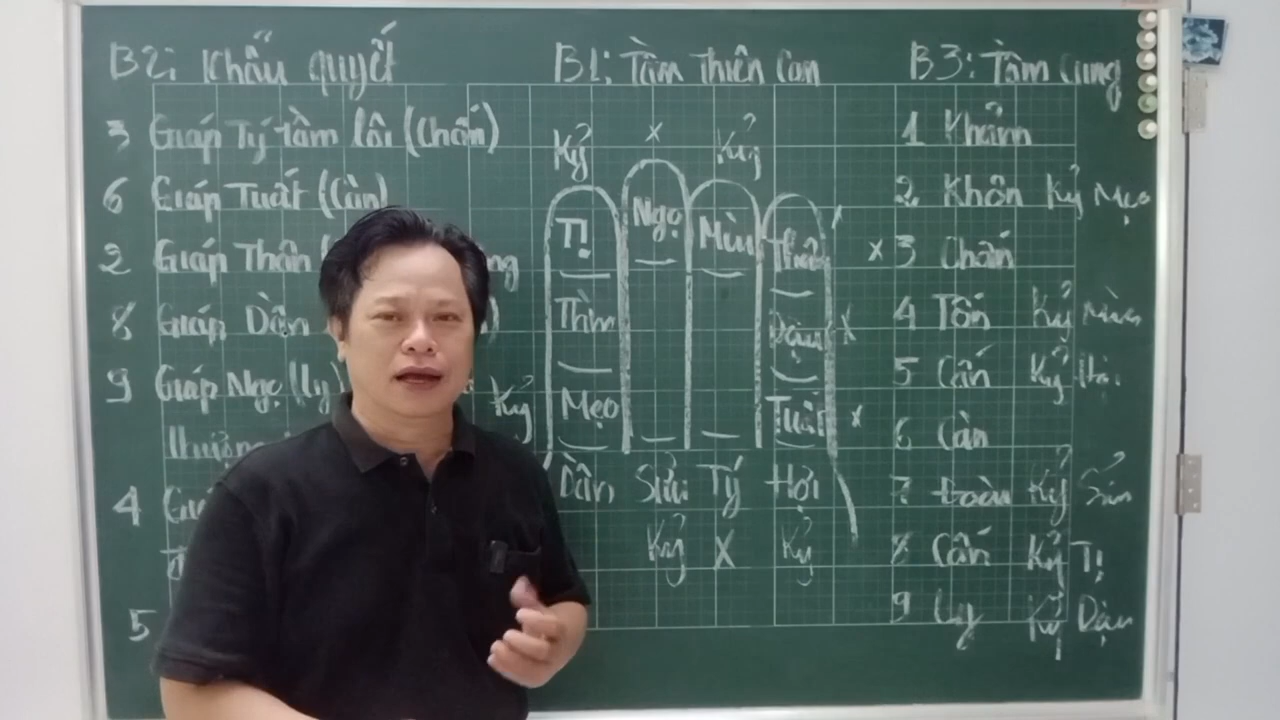 B2: Khẩu quyết
3 Giáp Tý tầm lôi (Chấn)
6 Giáp Tuất (Càn)
2 Giáp Thân
8 Giáp Dần
9 Giáp Ngọ (Ly)
4
5
B1: Tầm Thiên Can
Kỷ x Kỷ
Tị Ngọ Mùi Thân
Thìn Dậu x
Kỷ Mẹo Tuất x
Dần Sửu Tý Hợi
Kỷ X Kỷ
B3: Tầm Cung
1 Khảm
2 Khôn Kỷ Mẹo
x 3 Chấn
4 Tốn Kỷ Mùi
5 Cấn Kỷ Hợi
6 Càn
7 Đoài Kỷ Sửu
8 Cấn Kỷ Tị
9 Ly Kỷ Dậu